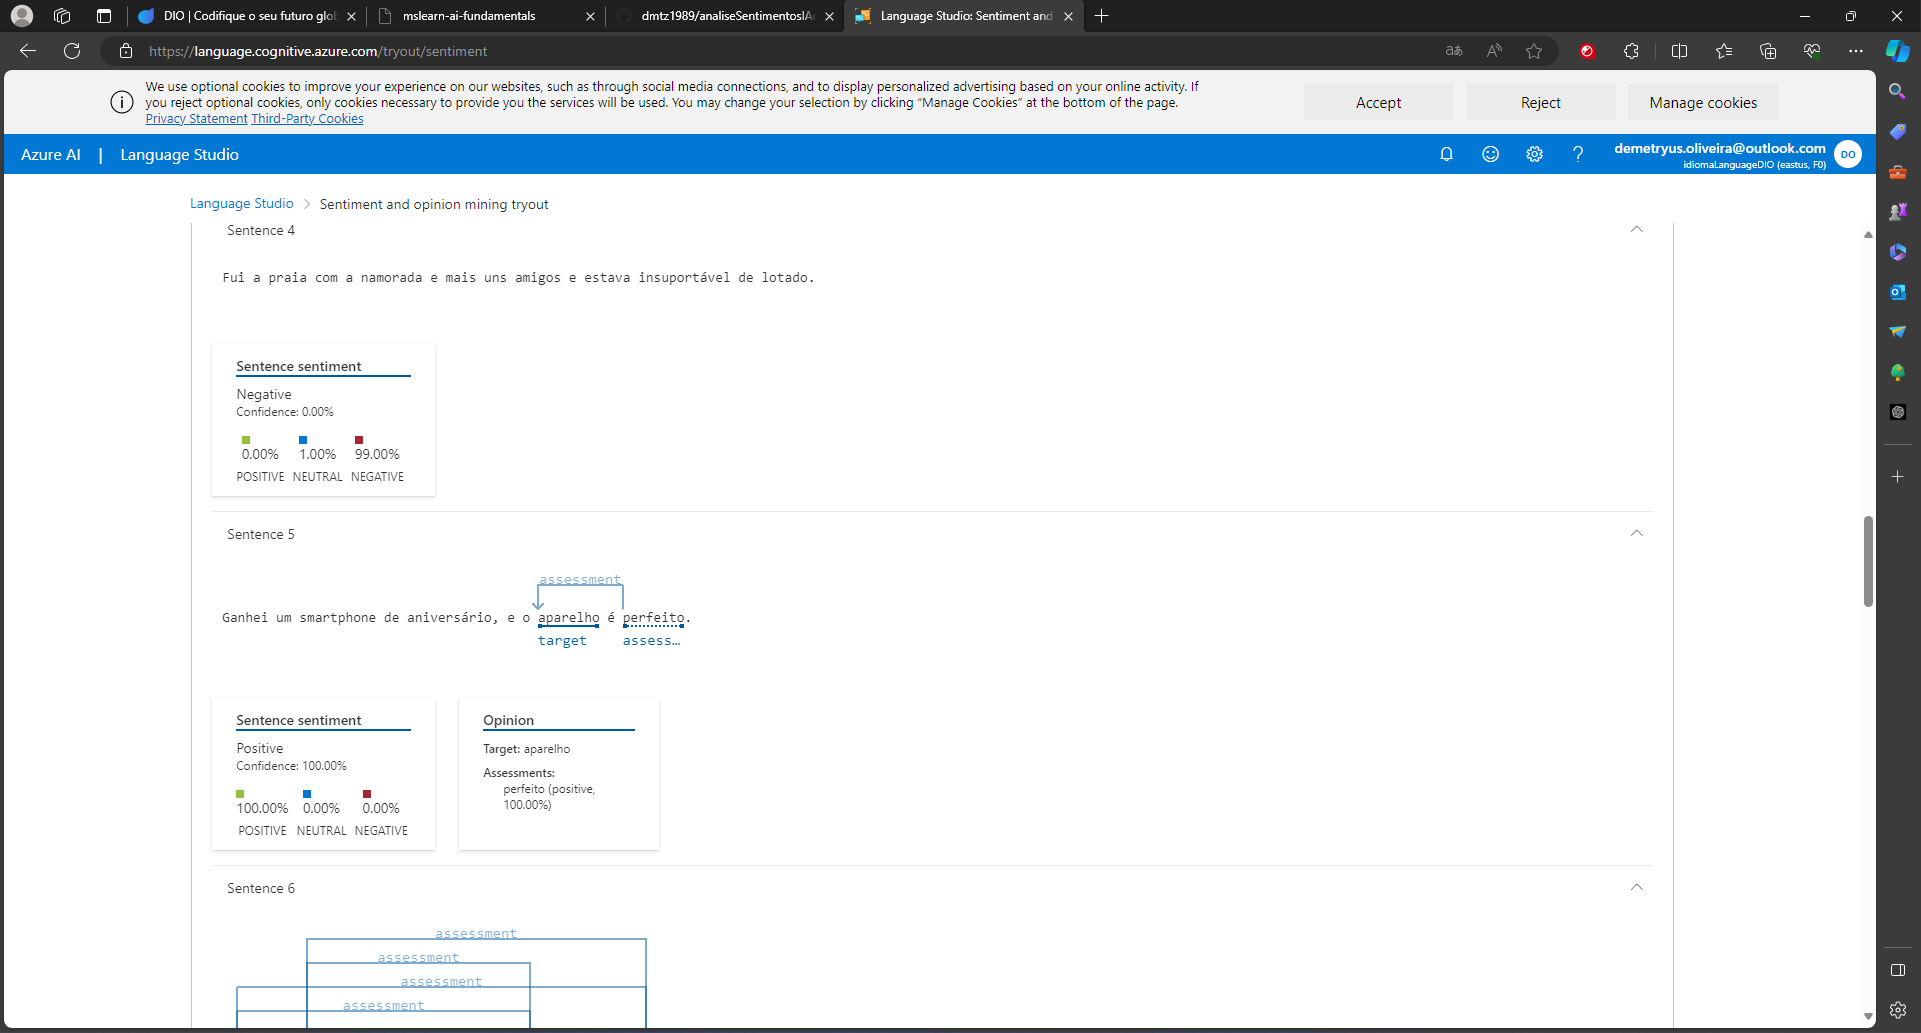 DIO | Codifique o seu futuro glob
mslearn-ai-fundamentals
dmtz1989/analiseSentimentosIA
Language Studio: Sentiment and
https://language.cognitive.azure.com/tryout/sentiment
We use optional cookies to improve your experience on our websites, such as through social media connections, and to display personalized advertising based on your online activity. If
you reject optional cookies, only cookies necessary to provide you the services will be used. You may change your selection by clicking “Manage Cookies” at the bottom of the page.
Privacy Statement Third-Party Cookies
Accept
Reject
Manage cookies
Azure AI | Language Studio
demetryus.oliveira@outlook.com
idiomaLanguageDIO (eastus, F0)
DO
Language Studio > Sentiment and opinion mining tryout
Sentence 4
Fui a praia com a namorada e mais uns amigos e estava insuportável de lotado.
Sentence sentiment
Negative
Confidence: 0.00%
0.00% 1.00% 99.00%
POSITIVE NEUTRAL NEGATIVE
Sentence 5
assessment
Ganhei um smartphone de aniversário, e o aparelho é perfeito.
target assess…
Sentence sentiment
Positive
Confidence: 100.00%
100.00% 0.00% 0.00%
POSITIVE NEUTRAL NEGATIVE
Opinion
Target: aparelho
Assessments:
perfeito (positive,
100.00%)
Sentence 6
assessment
assessment
assessment
assessment